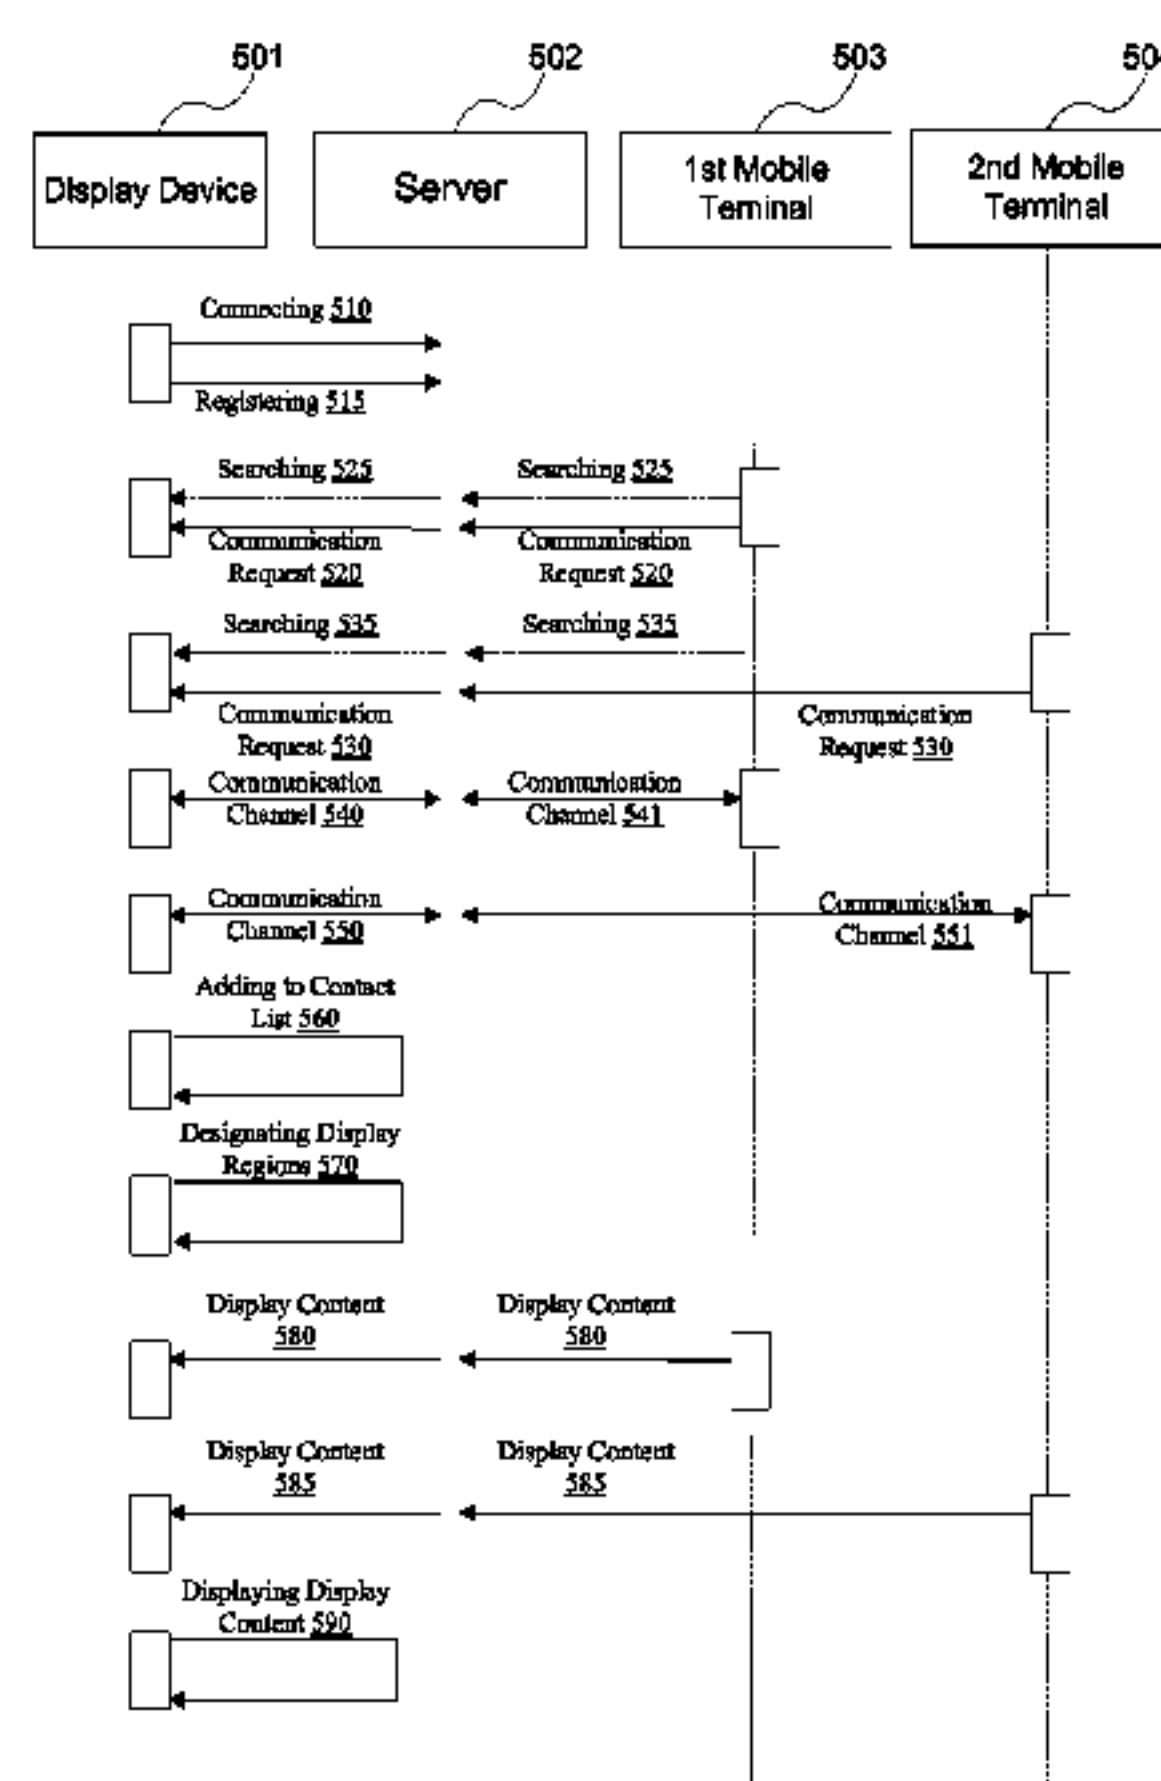 501
502
503
504
Display Device
Server
1st Mobile
Terminal
2nd Mobile
Terminal
Connecting 510
Registering 515
Searching 525
Searching 525
Communication
Request 520
Communication
Request 520
Searching 535
Searching 535
Communication
Request 530
Communication
Request 530
Communication
Channel 540
Communication
Channel 541
Communication
Channel 550
Communication
Channel 551
Adding to Contact
List 560
Designating Display
Regions 570
Display Content
580
Display Content
580
Display Content
585
Display Content
585
Displaying Display
Content 590